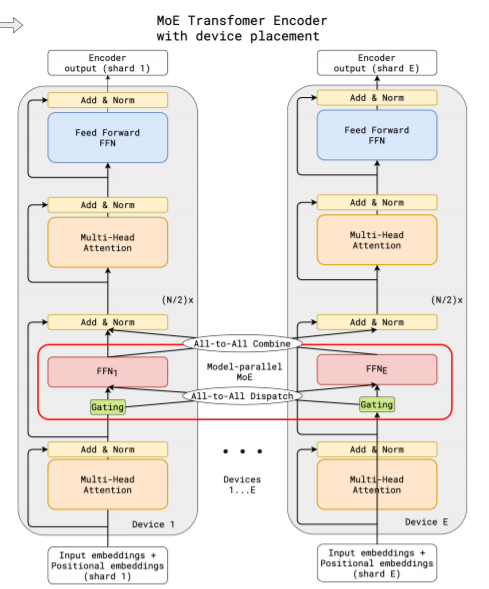 MoE Transfomer Encoder
with device placement
Encoder
output (shard 1)
Add & Norm
Feed Forward
FFN
Add & Norm
Multi-Head
Attention
(N/2)x
Add & Norm
FFN1
Gating
Add & Norm
Multi-Head
Attention
Device 1
Input embeddings +
Positional embeddings
(shard 1)
All-to-All Combine
Model-parallel
MoE
All-to-All Dispatch
Devices
1...E
Encoder
output (shard E)
Add & Norm
Feed Forward
FFN
Add & Norm
Multi-Head
Attention
(N/2)x
Add & Norm
FFNE
Gating
Add & Norm
Multi-Head
Attention
Device E
Input embeddings +
Positional embeddings
(shard E)